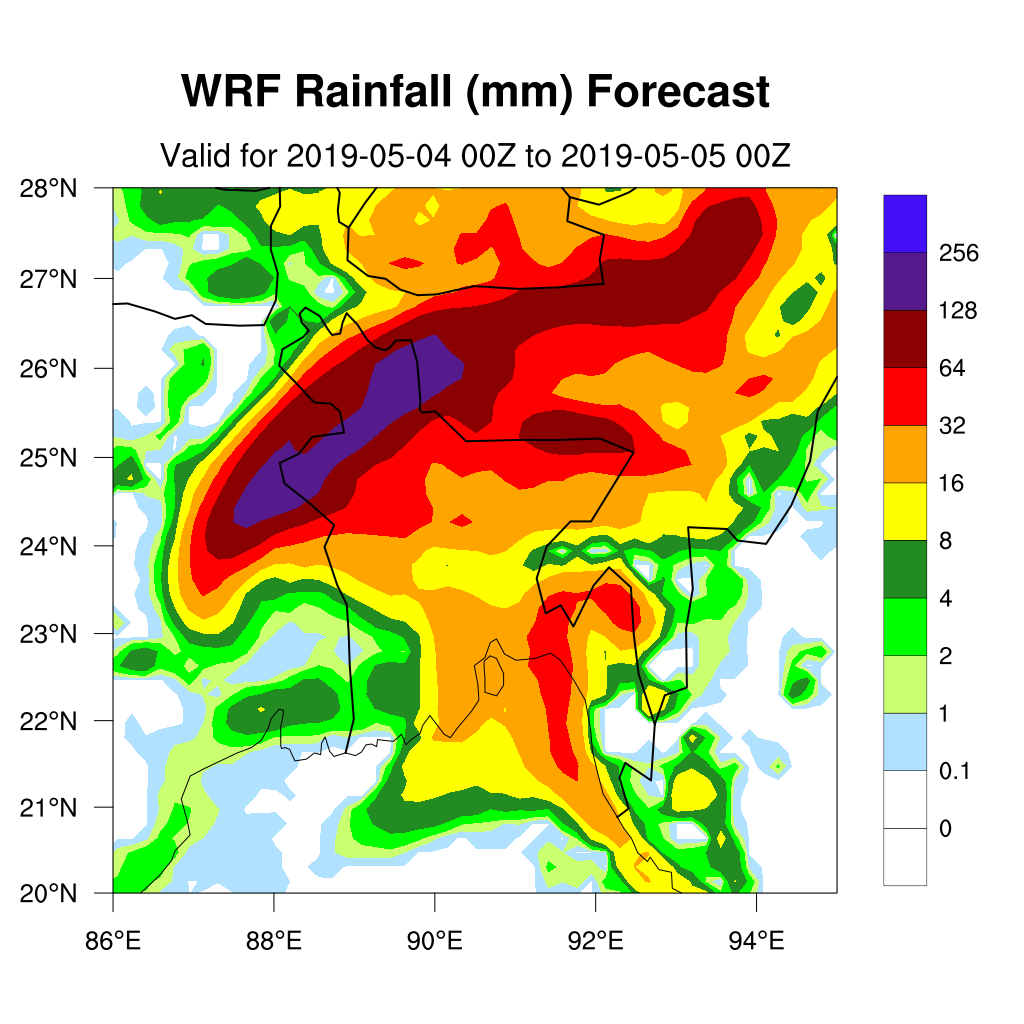 WRF Rainfall (mm) Forecast
Valid for 2019-05-04 00Z to 2019-05-05 00Z
28°N
27°N
26°N
25°N
24°N
23°N
22°N
21°N
20°N
86°E 88°E 90°E 92°E 94°E
256
128
64
32
16
8
4
2
1
0.1
0